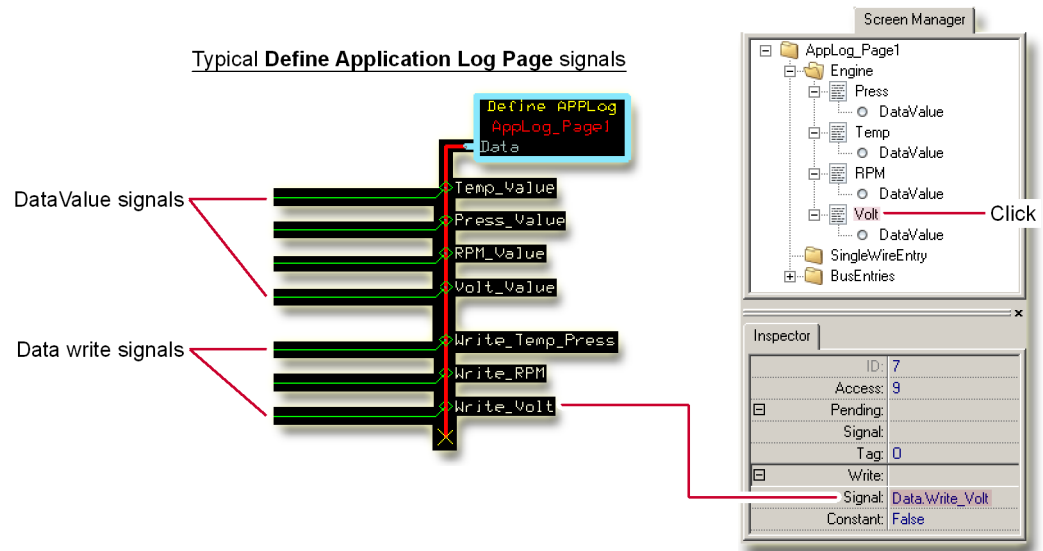 Typical Define Application Log Page signals
Define APPLog
AppLog_Page1
Data
DataValue signals
Temp_Value
Press_Value
RPM_Value
Volt_Value
Data write signals
Write_Temp_Press
Write_RPM
Write_Volt
Screen Manager
AppLog_Page1
Engine
Press
DataValue
Temp
DataValue
RPM
DataValue
Volt
Click
DataValue
SingleWireEntry
BusEntries
Inspector
ID: 7
Access: 9
Pending:
Signal:
Tag: 0
Write:
Signal: Data.Write_Volt
Constant: False